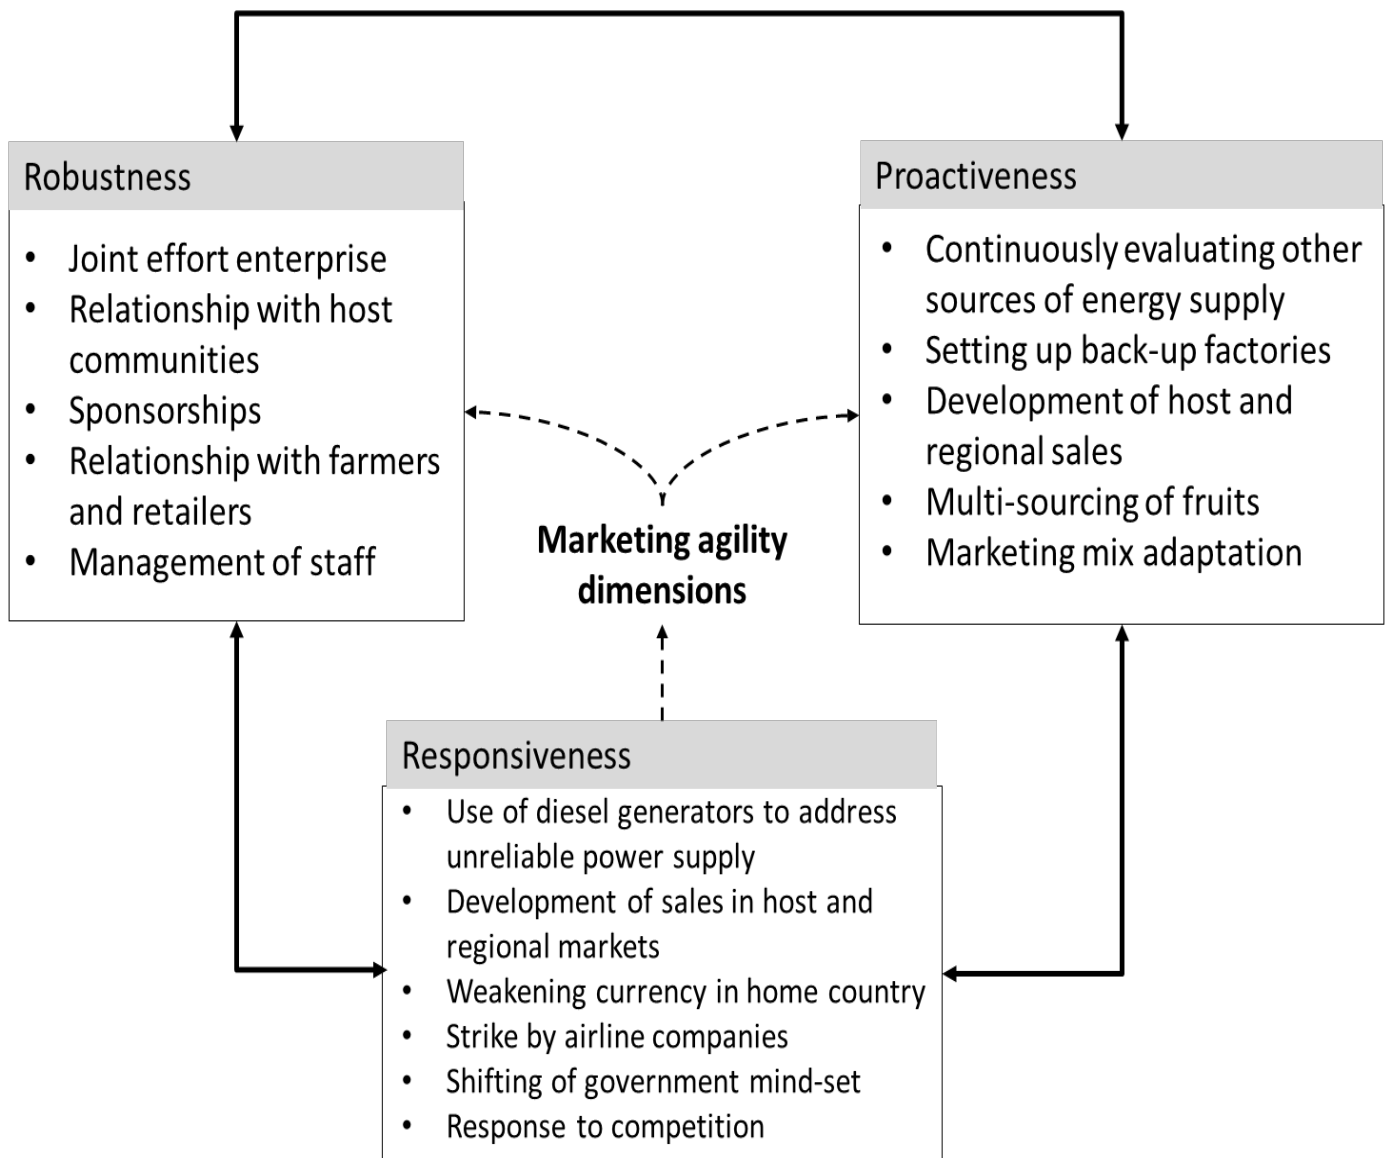 Robustness
• Joint effort enterprise
• Relationship with host
communities
• Sponsorships
• Relationship with farmers
and retailers
• Management of staff
Proactiveness
• Continuously evaluating other
sources of energy supply
• Setting up back-up factories
• Development of host and
regional sales
• Multi-sourcing of fruits
• Marketing mix adaptation
Marketing agility
dimensions
Responsiveness
• Use of diesel generators to address
unreliable power supply
• Development of sales in host and
regional markets
• Weakening currency in home country
• Strike by airline companies
• Shifting of government mind-set
• Response to competition